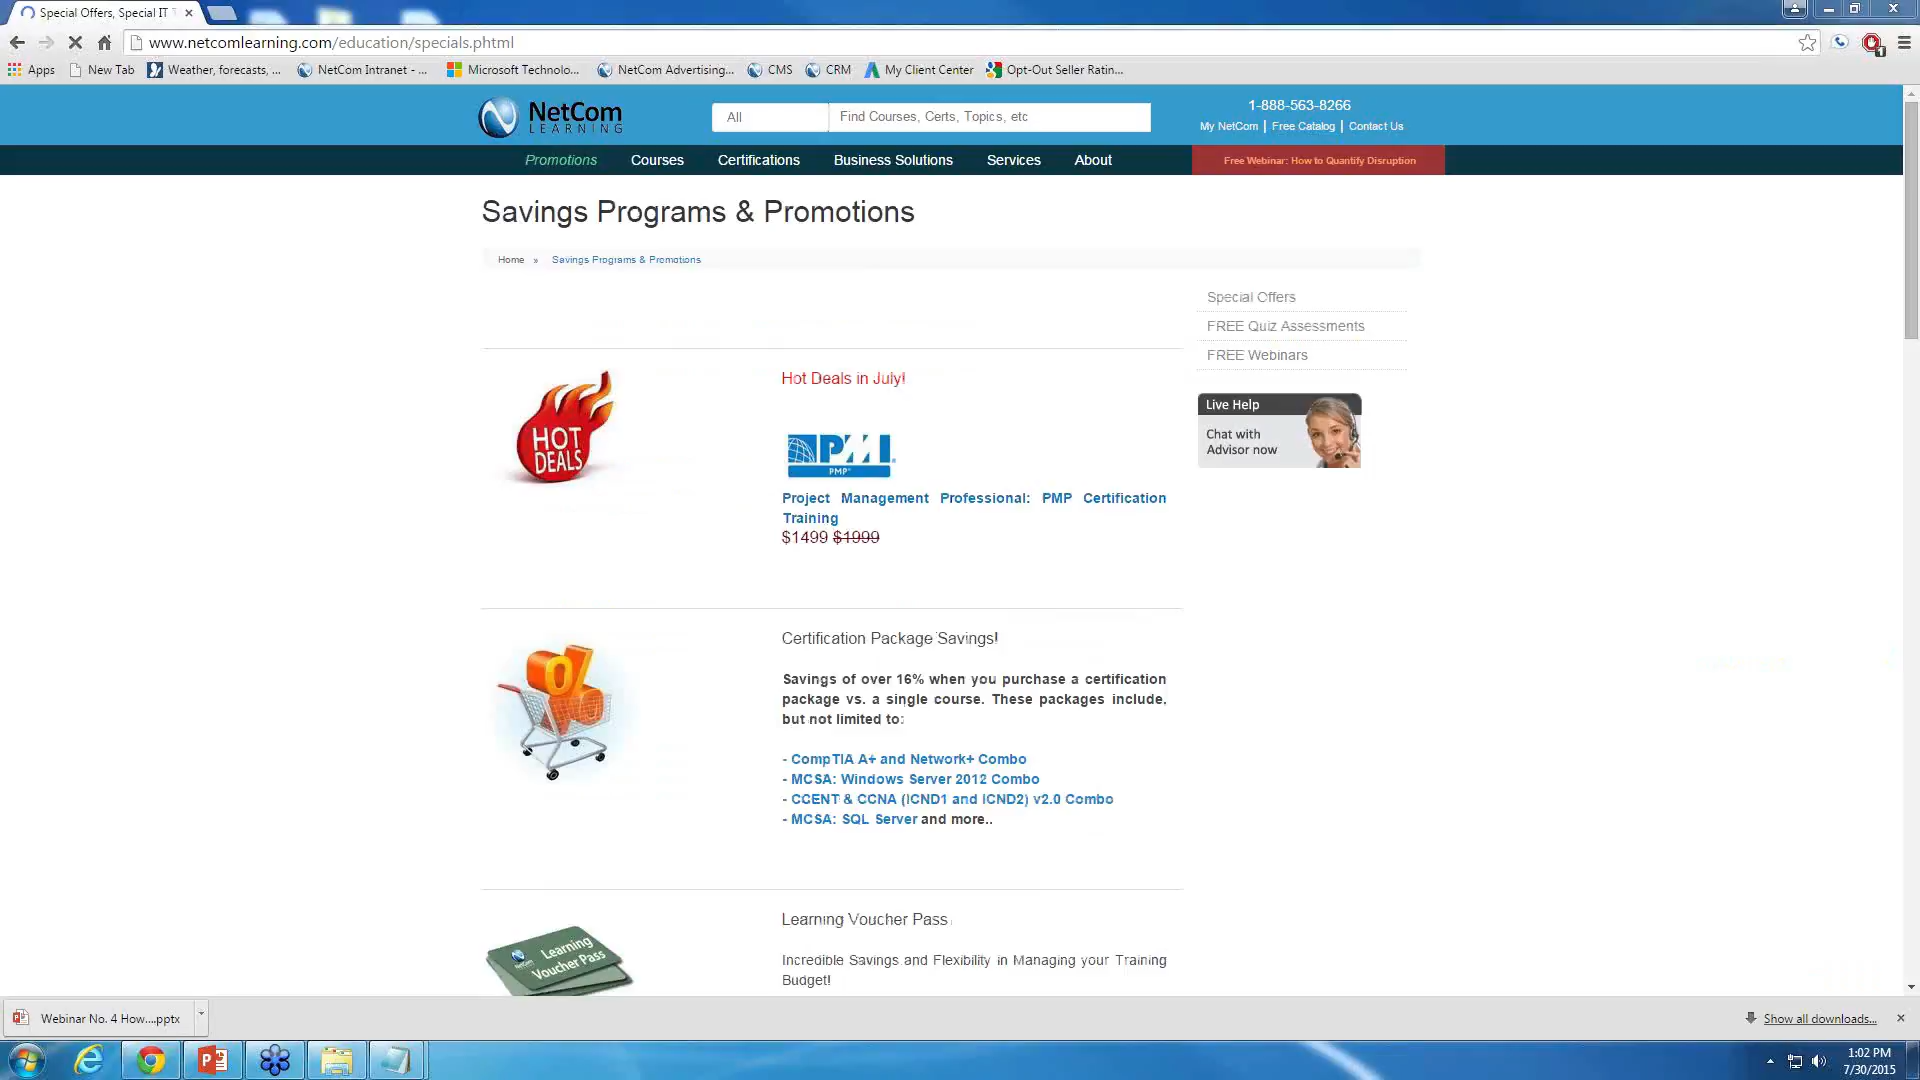 Special Offers, Special IT T
www.netcomlearning.com/education/specials.phtml
Apps
New Tab
Weather, forecasts, ...
NetCom Intranet - ...
Microsoft Technolo...
NetCom Advertising...
CMS
CRM
My Client Center
Opt-Out Seller Ratin...
NetCom
LEARNING
All
Find Courses, Certs, Topics, etc
1-888-563-8266
My NetCom | Free Catalog | Contact Us
Promotions
Courses
Certifications
Business Solutions
Services
About
Free Webinar: How to Quantify Disruption
Savings Programs & Promotions
Home » Savings Programs & Promotions
Special Offers
FREE Quiz Assessments
FREE Webinars
Live Help
Chat with
Advisor now
HOT
DEALS
Hot Deals in July!
PMI
PMP
Project Management Professional: PMP Certification
Training
$1499 $1999
Certification Package Savings!
Savings of over 16% when you purchase a certification
package vs. a single course. These packages include,
but not limited to:
- CompTIA A+ and Network+ Combo
- MCSA: Windows Server 2012 Combo
- CCENT & CCNA (ICND1 and ICND2) v2.0 Combo
- MCSA: SQL Server and more..
Learning
Voucher Pass
Learning Voucher Pass
Incredible Savings and Flexibility in Managing your Training
Budget!
Webinar No. 4 How....pptx
Show all downloads...
1:02 PM
7/30/2015